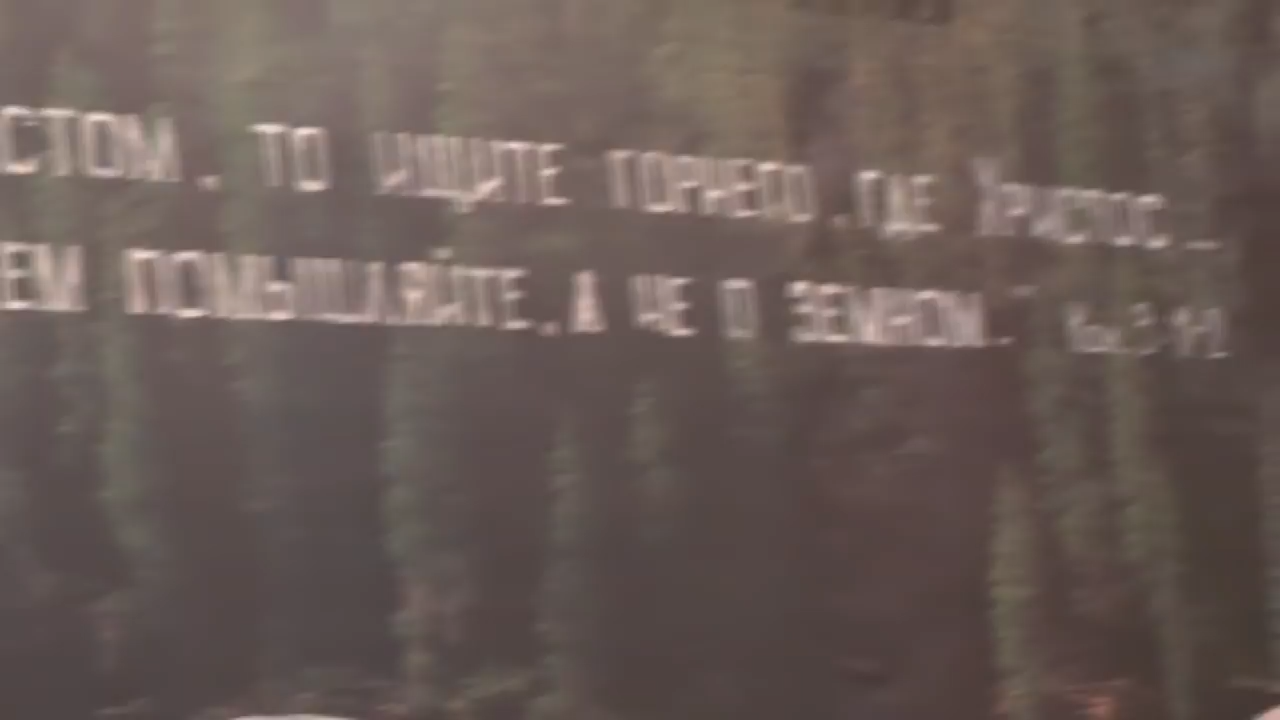 СТОМ, ТО ИЩИТЕ ГОРНЕГО, ГДЕ ХРИСТОС...
ЕМ ПОМЫШЛЯЙТЕ, А НЕ О ЗЕМНОМ."